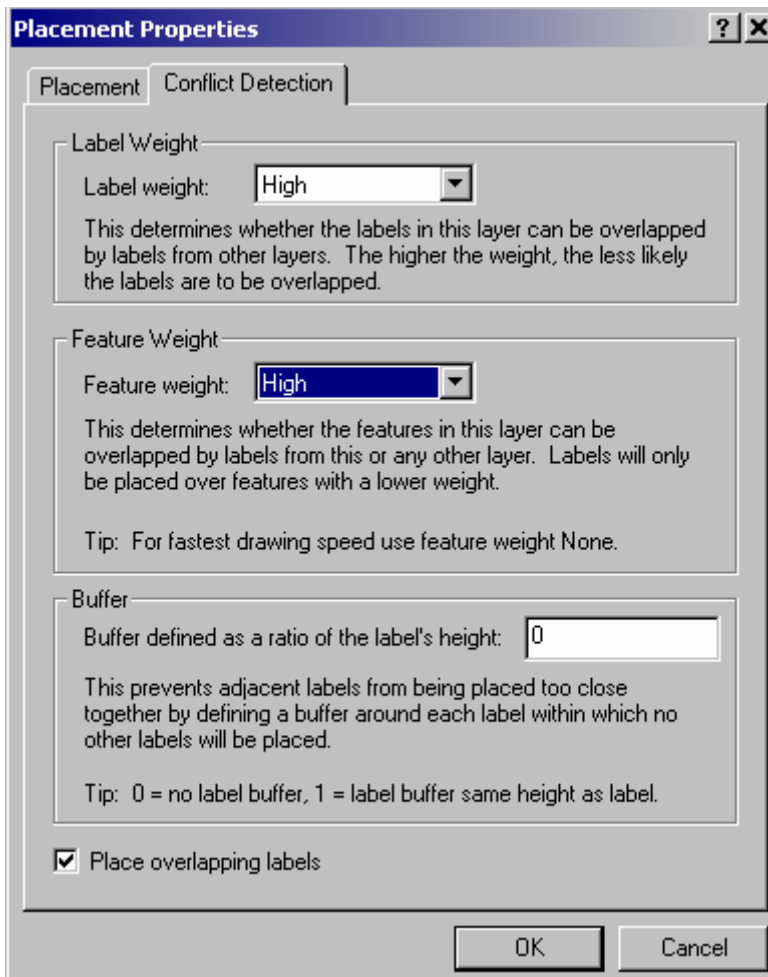 Placement Properties
Placement Conflict Detection
Label Weight
Label weight: High
This determines whether the labels in this layer can be overlapped
by labels from other layers. The higher the weight, the less likely
the labels are to be overlapped.
Feature Weight
Feature weight: High
This determines whether the features in this layer can be
overlapped by labels from this or any other layer. Labels will only
be placed over features with a lower weight.
Tip: For fastest drawing speed use feature weight None.
Buffer
Buffer defined as a ratio of the label's height: 0
This prevents adjacent labels from being placed too close
together by defining a buffer around each label within which no
other labels will be placed.
Tip: 0 = no label buffer, 1 = label buffer same height as label.
Place overlapping labels
OK Cancel